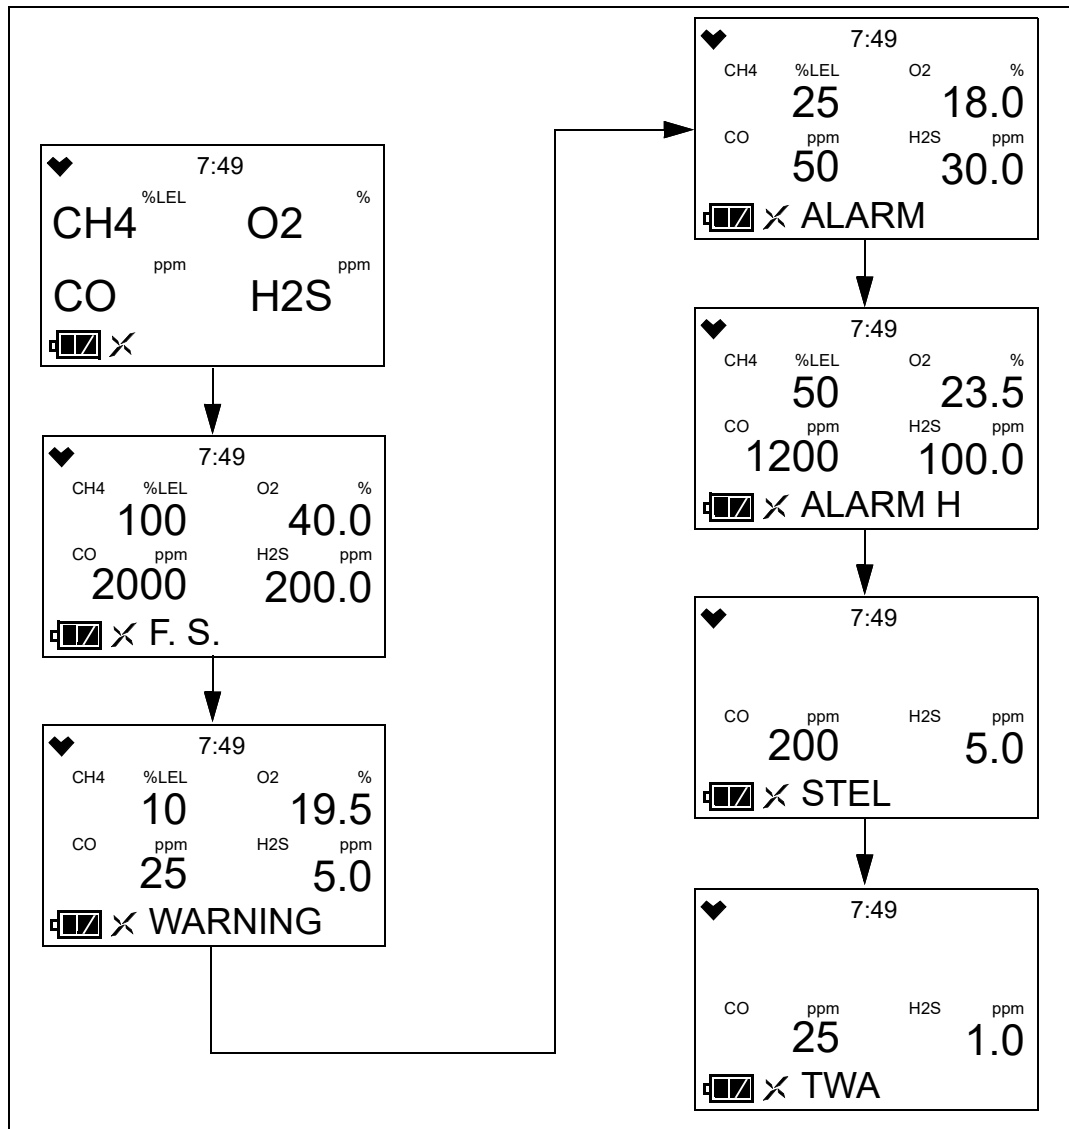 7:49
%LEL %
CH4 O2
ppm ppm
CO H2S
7:49
CH4 %LEL O2 %
100 40.0
CO ppm H2S ppm
2000 200.0
F. S.
7:49
CH4 %LEL O2 %
10 19.5
CO ppm H2S ppm
25 5.0
WARNING
7:49
CH4 %LEL O2 %
25 18.0
CO ppm H2S ppm
50 30.0
ALARM
7:49
CH4 %LEL O2 %
50 23.5
CO ppm H2S ppm
1200 100.0
ALARM H
7:49
CO ppm H2S ppm
200 5.0
STEL
7:49
CO ppm H2S ppm
25 1.0
TWA